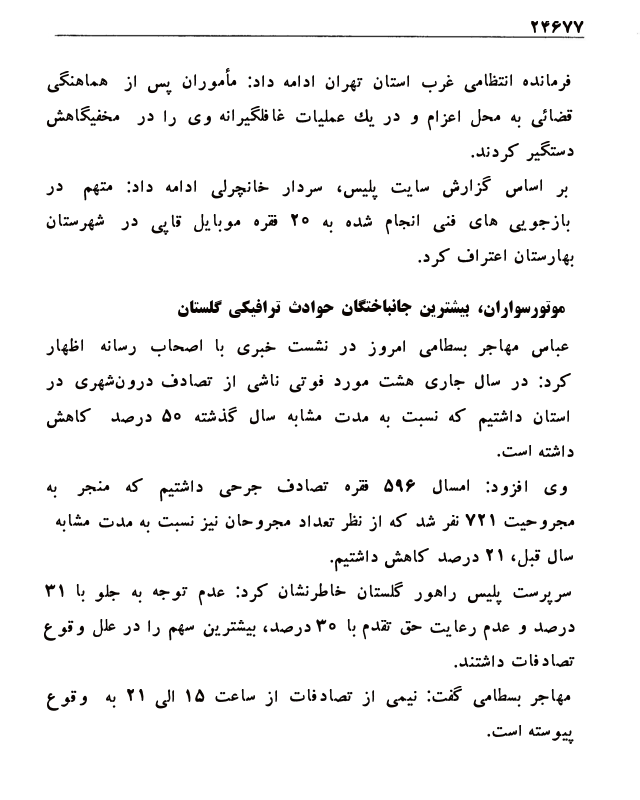 ۲۴۶۷۷
فرمانده انتظامی غرب استان تهران ادامه داد: مأموران پس از هماهنگی
قضائی به محل اعزام و در یك عملیات غافلگیرانه وی را در مخفیگاهش
دستگیر کردند.
بر اساس گزارش سایت پلیس، سردار خانچرلی ادامه داد: متهم در
بازجویی های فنی انجام شده به ۲۰ فقره موبایل قاپی در شهرستان
بهارستان اعتراف کرد.
موتورسواران، بیشترین جانباختگان حوادث ترافیکی گلستان
عباس مهاجر بسطامی امروز در نشست خبری با اصحاب رسانه اظهار
کرد: در سال جاری هشت مورد فوتی ناشی از تصادف درون‌شهری در
استان داشتیم که نسبت به مدت مشابه سال گذشته ۵۰ درصد کاهش
داشته است.
وی افزود: امسال ۵۹۶ فقره تصادف جرحی داشتیم که منجر به
مجروحیت ۷۲۱ نفر شد که از نظر تعداد مجروحان نیز نسبت به مدت مشابه
سال قبل، ۲۱ درصد کاهش داشتیم.
سرپرست پلیس راهور گلستان خاطرنشان کرد: عدم توجه به جلو با ۳۱
درصد و عدم رعایت حق تقدم با ۳۰ درصد، بیشترین سهم را در علل وقوع
تصادفات داشتند.
مهاجر بسطامی گفت: نیمی از تصادفات از ساعت ۱۵ الی ۲۱ به وقوع
پیوسته است.